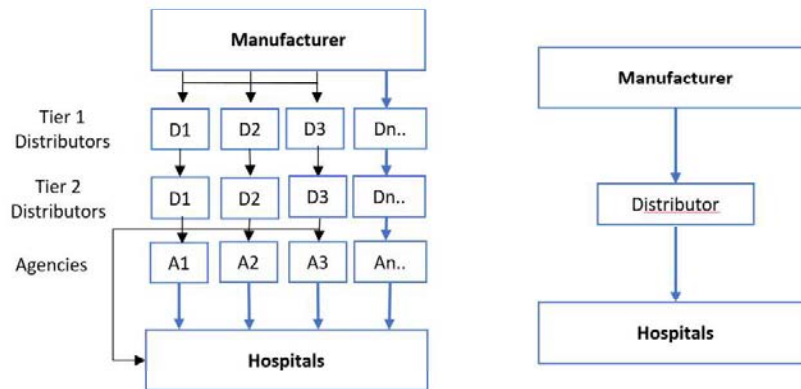 Manufacturer
Tier 1
Distributors
D1 D2 D3 Dn..
Tier 2
Distributors
D1 D2 D3 Dn..
Agencies
A1 A2 A3 An..
Hospitals
Manufacturer
Distributor
Hospitals